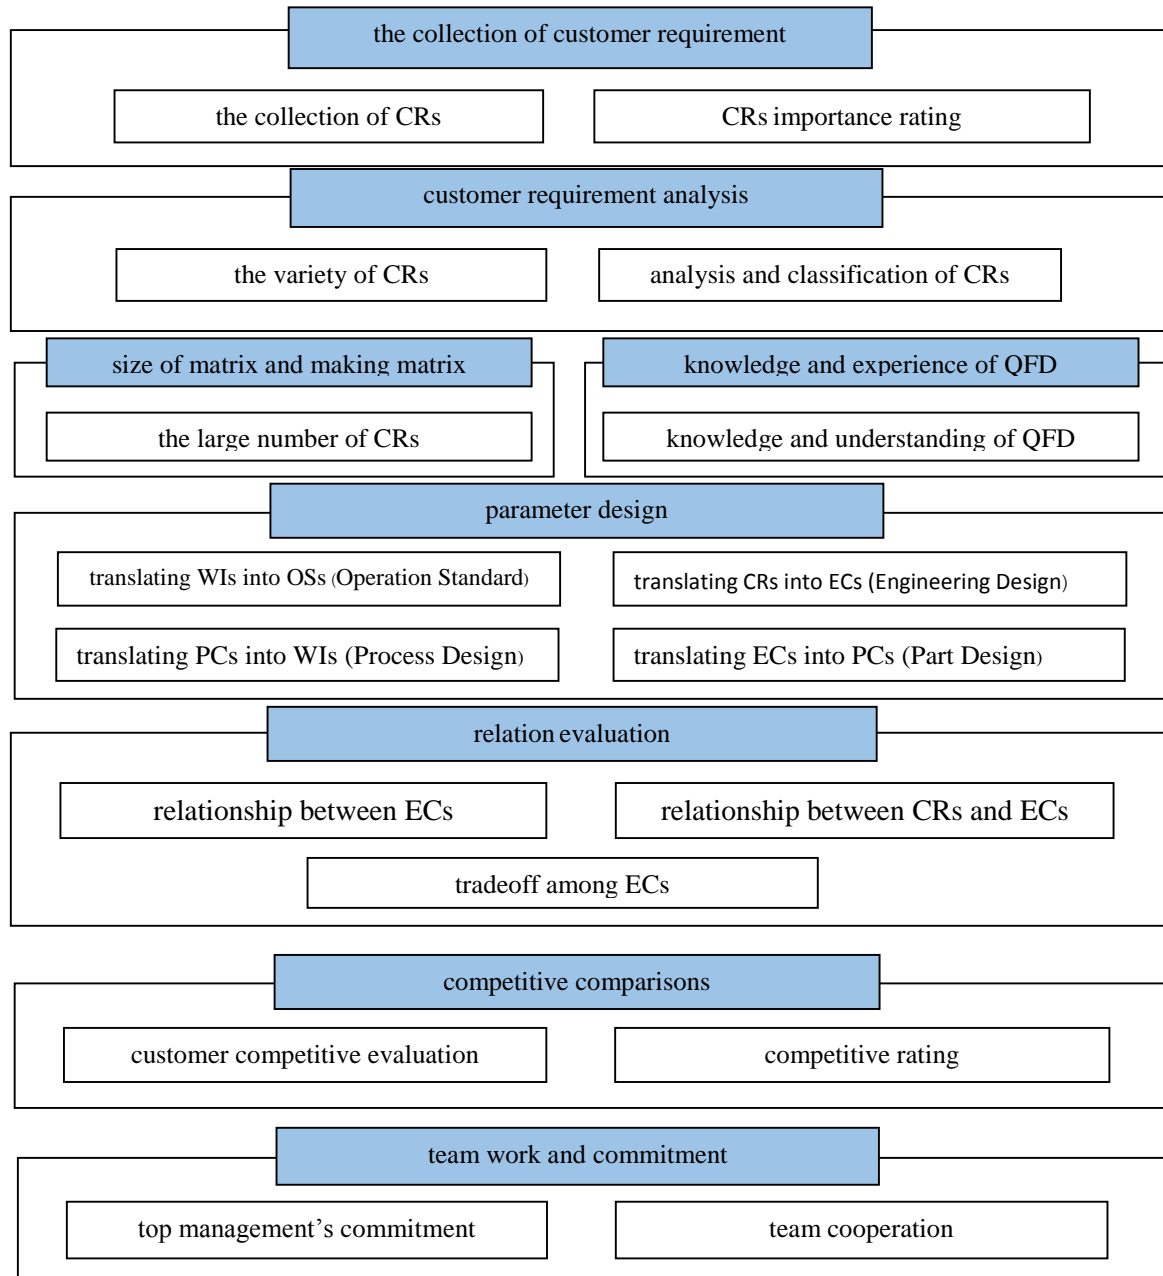 the collection of customer requirement
the collection of CRs
CRs importance rating
customer requirement analysis
the variety of CRs
analysis and classification of CRs
size of matrix and making matrix
the large number of CRs
knowledge and experience of QFD
knowledge and understanding of QFD
parameter design
translating WIs into OSs (Operation Standard)
translating CRs into ECs (Engineering Design)
translating PCs into WIs (Process Design)
translating ECs into PCs (Part Design)
relation evaluation
relationship between ECs
relationship between CRs and ECs
tradeoff among ECs
competitive comparisons
customer competitive evaluation
competitive rating
team work and commitment
top management’s commitment
team cooperation